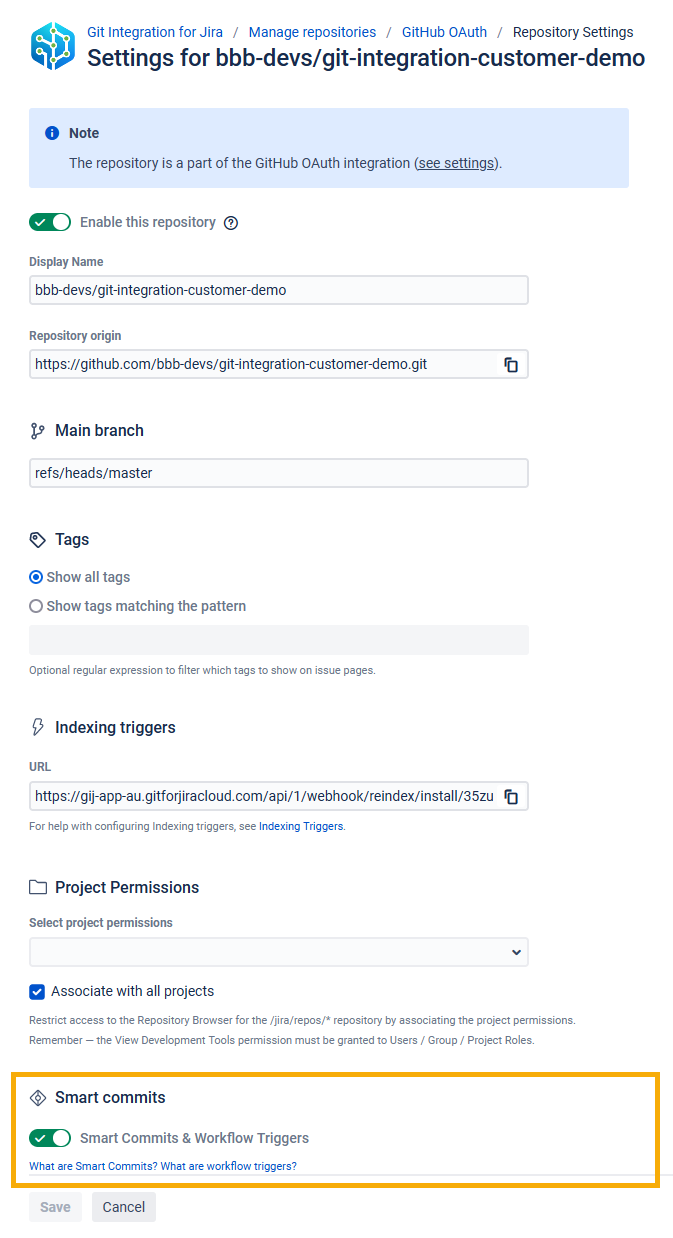 Git Integration for Jira / Manage repositories / GitHub OAuth / Repository Settings
Settings for bbb-devs/git-integration-customer-demo
Note
The repository is a part of the GitHub OAuth integration (see settings).
Enable this repository
Display Name
bbb-devs/git-integration-customer-demo
Repository origin
https://github.com/bbb-devs/git-integration-customer-demo.git
Main branch
refs/heads/master
Tags
Show all tags
Show tags matching the pattern
Optional regular expression to filter which tags to show on issue pages.
Indexing triggers
URL
https://gij-app-au.gitforjiracloud.com/api/1/webhook/reindex/install/35zu
For help with configuring Indexing triggers, see Indexing Triggers.
Project Permissions
Select project permissions
Associate with all projects
Restrict access to the Repository Browser for the /jira/repos/* repository by associating the project permissions.
Remember — the View Development Tools permission must be granted to Users / Group / Project Roles.
Smart commits
Smart Commits & Workflow Triggers
What are Smart Commits? What are workflow triggers?
Save Cancel